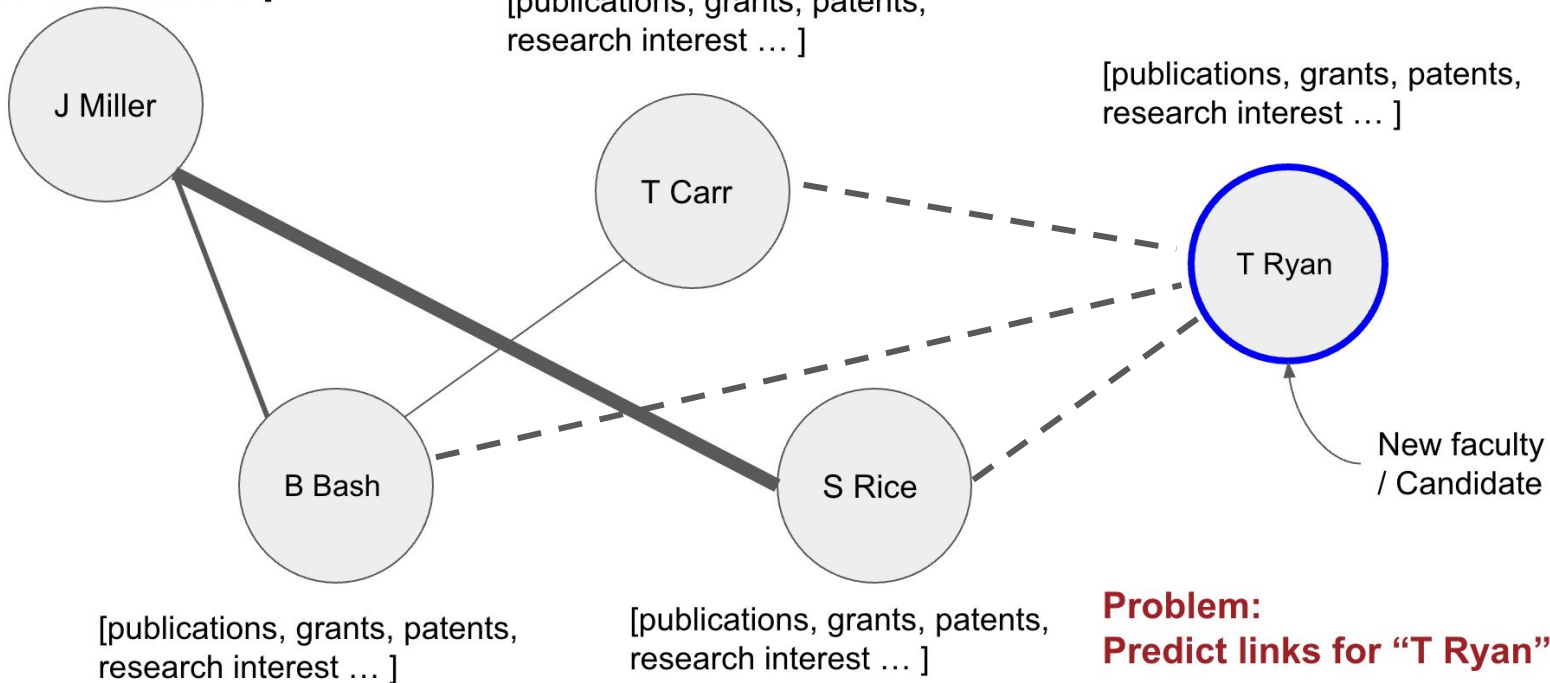 [publications, grants, patents,
research interest … ]
J Miller
T Carr
[publications, grants, patents,
research interest … ]
T Ryan
B Bash
S Rice
New faculty
/ Candidate
[publications, grants, patents,
research interest … ]
[publications, grants, patents,
research interest … ]
Problem:
Predict links for “T Ryan”